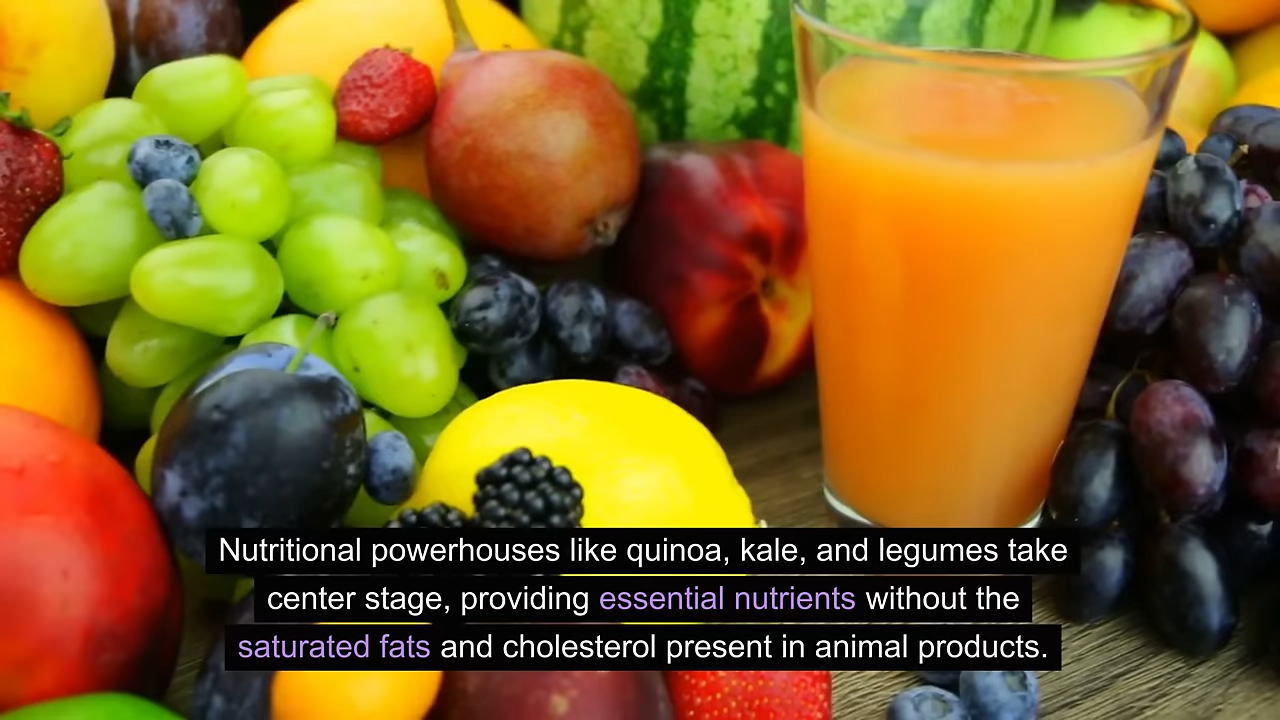 Nutritional powerhouses like quinoa, kale, and legumes take
center stage, providing essential nutrients without the
saturated fats and cholesterol present in animal products.